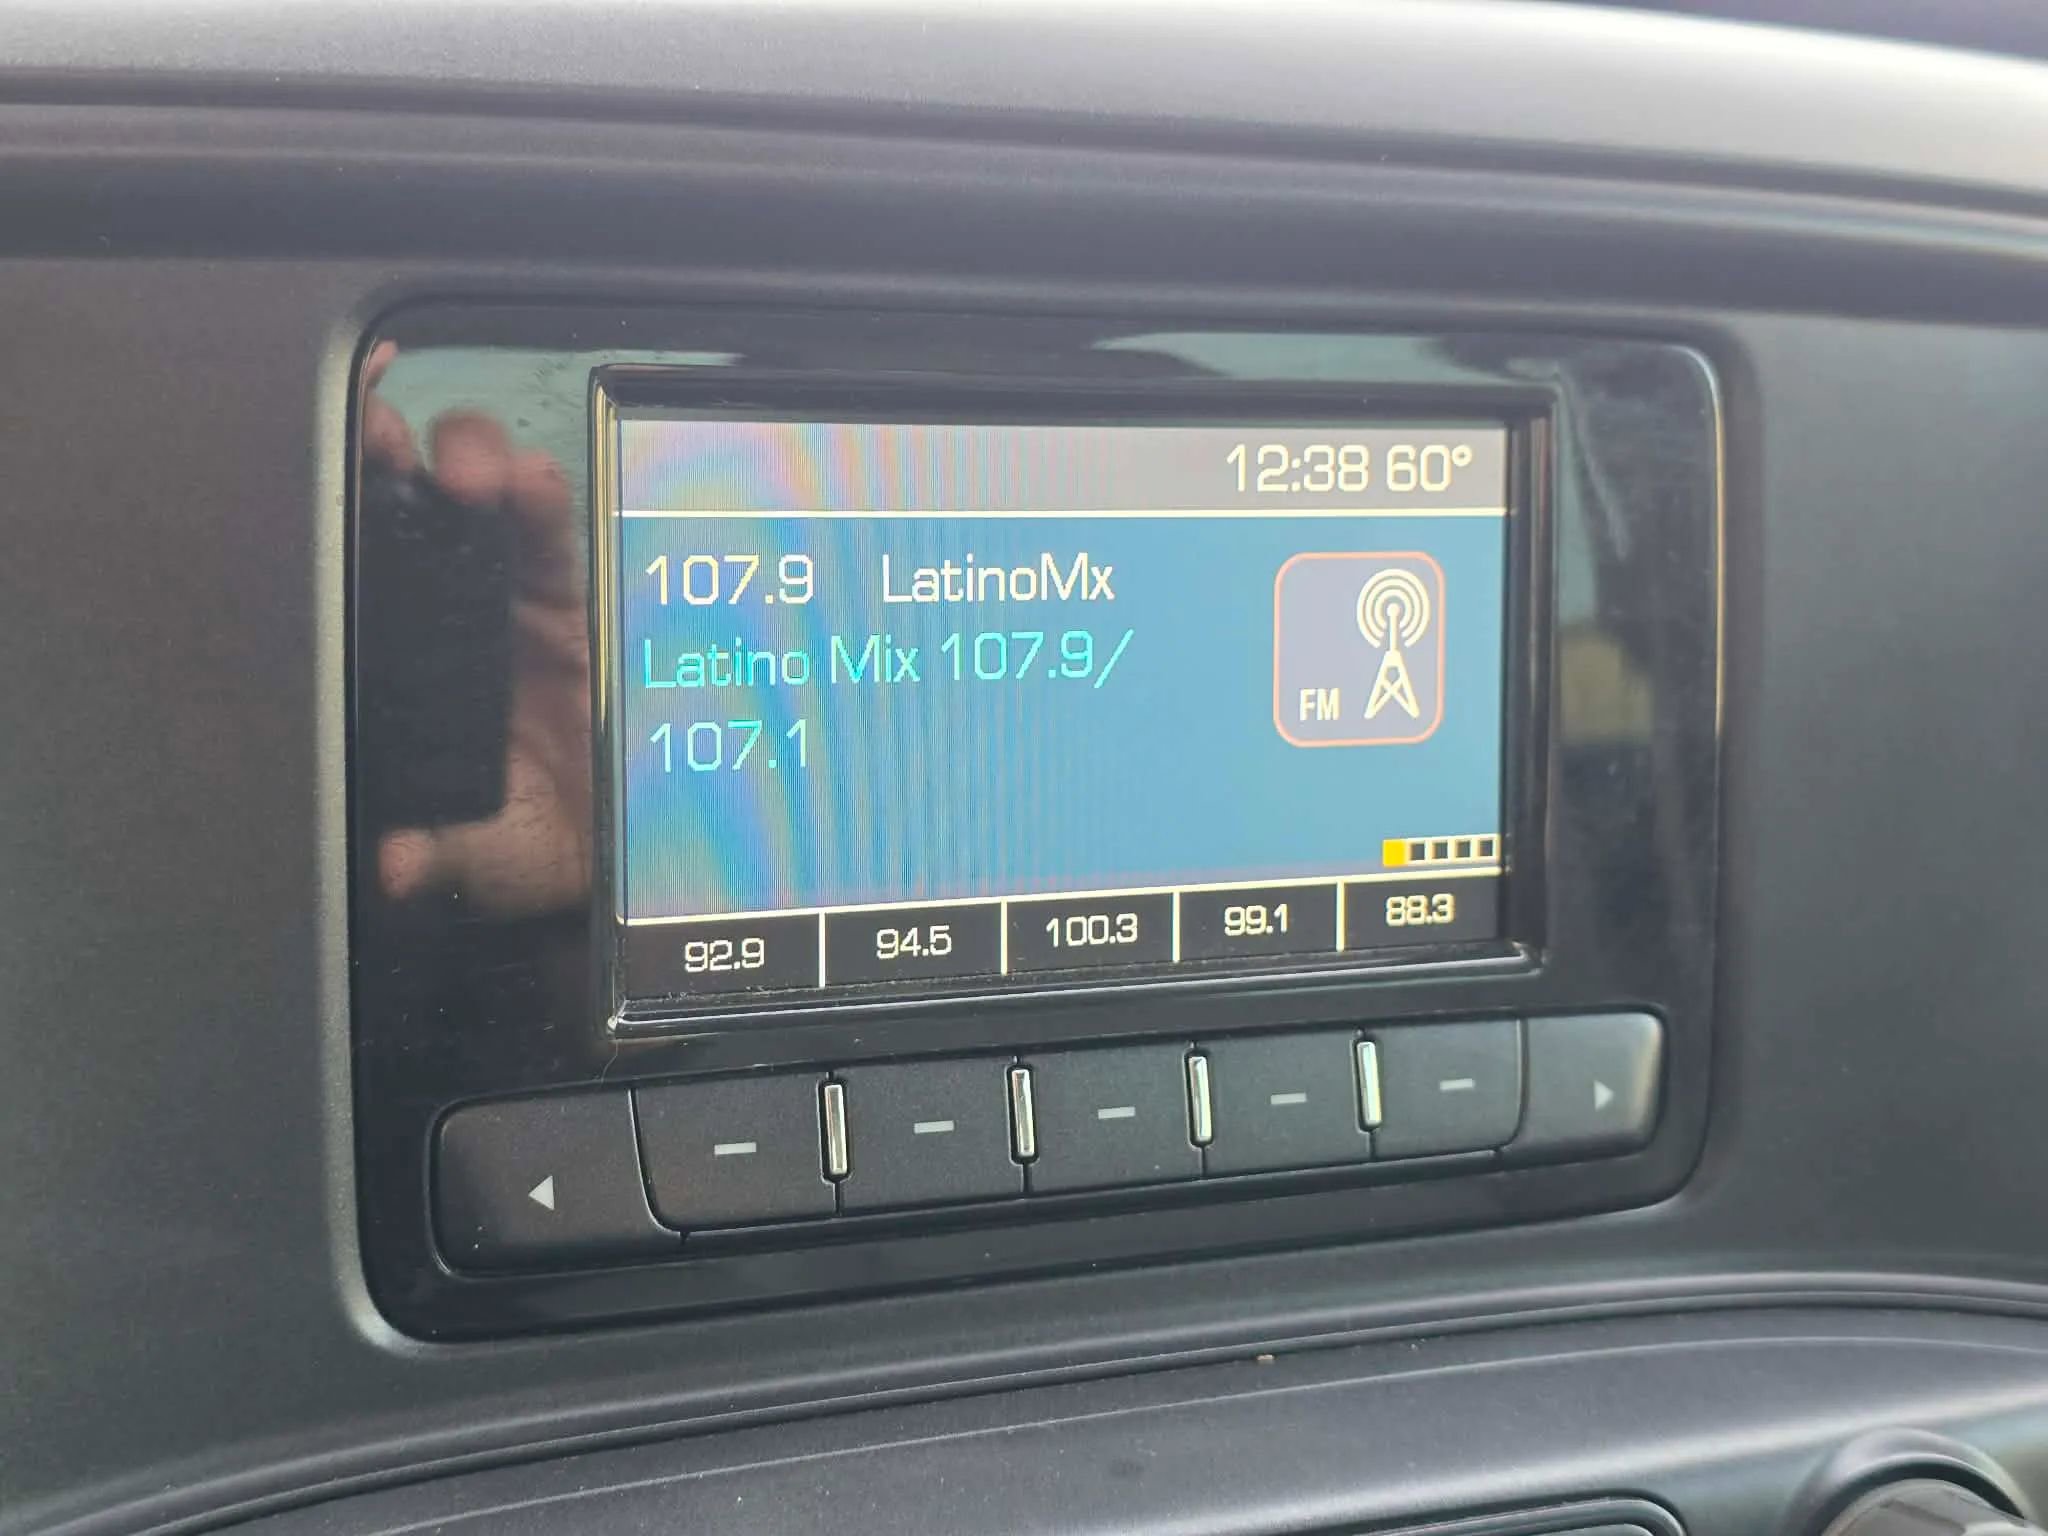 12:38 60°
107.9 LatinoMx
Latino Mix 107.9/
107.1
FM
92.9 94.5 100.3 99.1 88.3